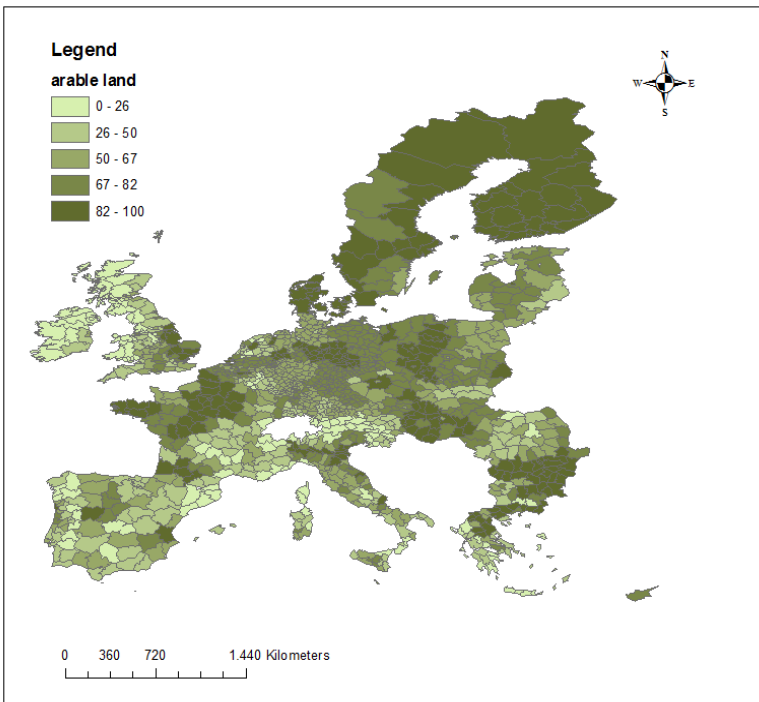 Legend
arable land
0 - 26
26 - 50
50 - 67
67 - 82
82 - 100
N
W E
S
0 360 720 1.440 Kilometers